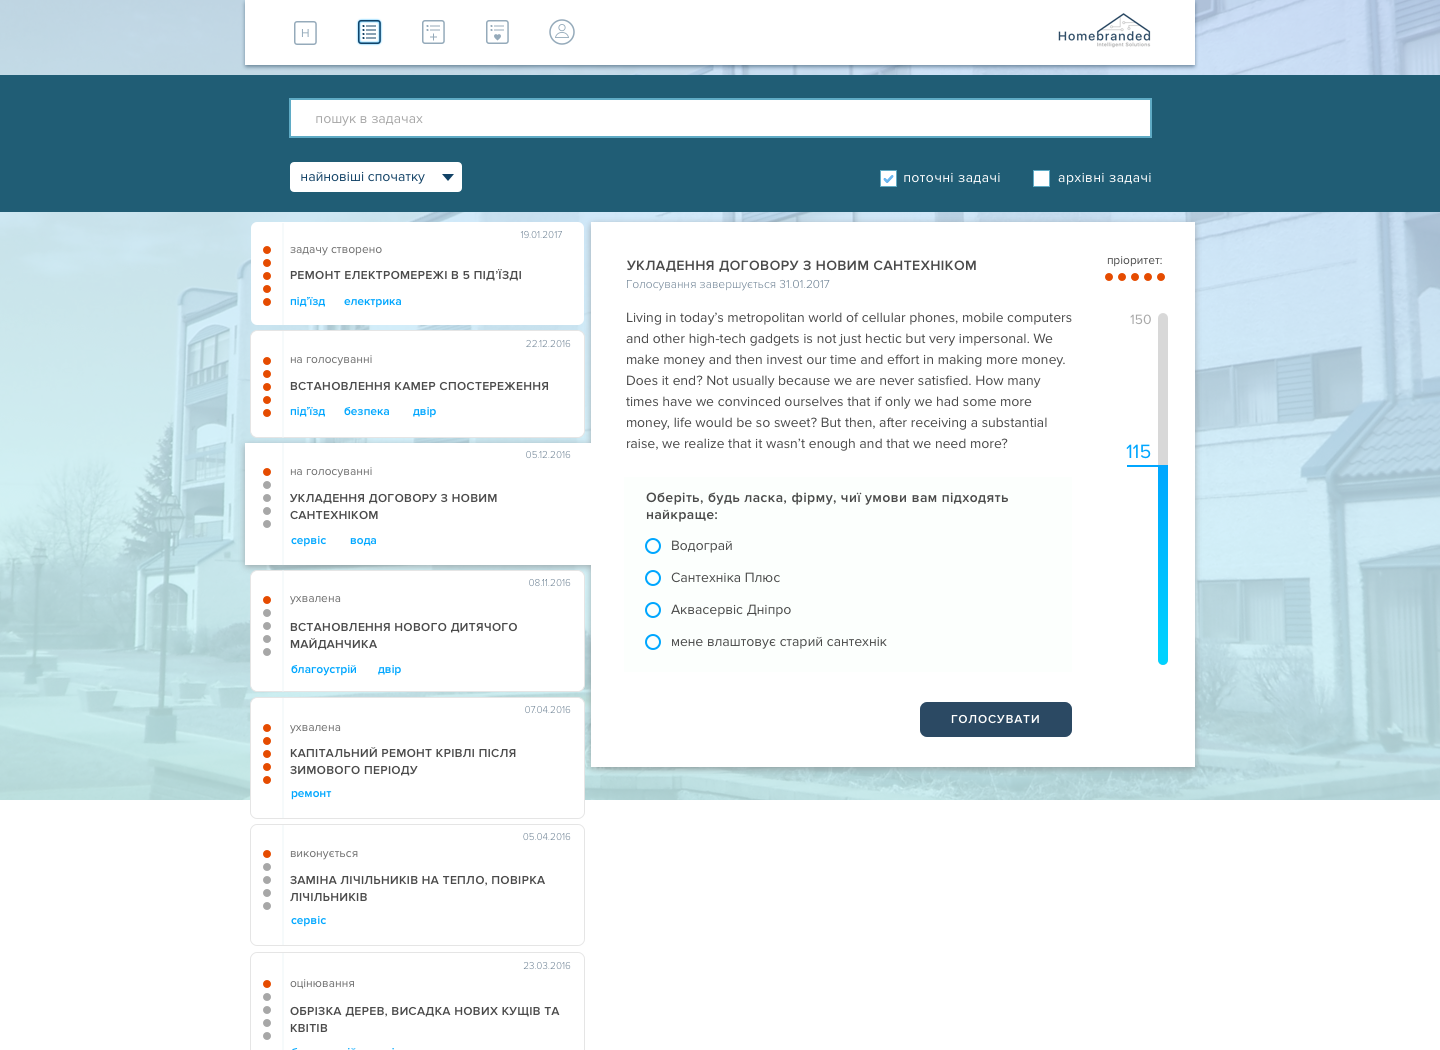 H
Homebranded
Intelligent Solutions
пошук в задачах
найновіші спочатку
поточні задачі
архівні задачі
19.01.2017
задачу створено
РЕМОНТ ЕЛЕКТРОМЕРЕЖІ В 5 ПІД’ЇЗДІ
під’їзд електрика
22.12.2016
на голосуванні
ВСТАНОВЛЕННЯ КАМЕР СПОСТЕРЕЖЕННЯ
під’їзд безпека двір
05.12.2016
на голосуванні
УКЛАДЕННЯ ДОГОВОРУ З НОВИМ
САНТЕХНІКОМ
сервіс вода
08.11.2016
ухвалена
ВСТАНОВЛЕННЯ НОВОГО ДИТЯЧОГО
МАЙДАНЧИКА
благоустрій двір
07.04.2016
ухвалена
КАПІТАЛЬНИЙ РЕМОНТ КРІВЛІ ПІСЛЯ
ЗИМОВОГО ПЕРІОДУ
ремонт
05.04.2016
виконується
ЗАМІНА ЛІЧІЛЬНИКІВ НА ТЕПЛО, ПОВІРКА
ЛІЧІЛЬНИКІВ
сервіс
23.03.2016
оцінювання
ОБРІЗКА ДЕРЕВ, ВИСАДКА НОВИХ КУЩІВ ТА
КВІТІВ
УКЛАДЕННЯ ДОГОВОРУ З НОВИМ САНТЕХНІКОМ
Голосування завершується 31.01.2017
пріоритет:
Living in today’s metropolitan world of cellular phones, mobile computers
and other high-tech gadgets is not just hectic but very impersonal. We
make money and then invest our time and effort in making more money.
Does it end? Not usually because we are never satisfied. How many
times have we convinced ourselves that if only we had some more
money, life would be so sweet? But then, after receiving a substantial
raise, we realize that it wasn’t enough and that we need more?
150
115
Оберіть, будь ласка, фірму, чиї умови вам підходять
найкраще:
Водограй
Сантехніка Плюс
Аквасервіс Дніпро
мене влаштовує старий сантехнік
ГОЛОСУВАТИ